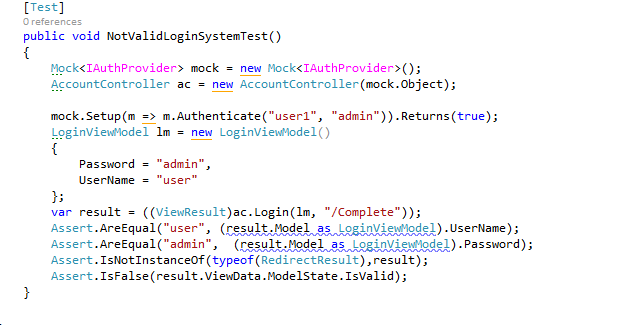 [Test]
0 references
public void NotValidLoginSystemTest()
{
Mock<IAuthProvider> mock = new Mock<IAuthProvider>();
AccountController ac = new AccountController(mock.Object);
mock.Setup(m => m.Authenticate("user1", "admin")).Returns(true);
LoginViewModel lm = new LoginViewModel()
{
Password = "admin",
UserName = "user"
};
var result = ((ViewResult)ac.Login(lm, "/Complete"));
Assert.AreEqual("user", (result.Model as LoginViewModel).UserName);
Assert.AreEqual("admin",  (result.Model as LoginViewModel).Password);
Assert.IsNotInstanceOf(typeof(RedirectResult),result);
Assert.IsFalse(result.ViewData.ModelState.IsValid);
}